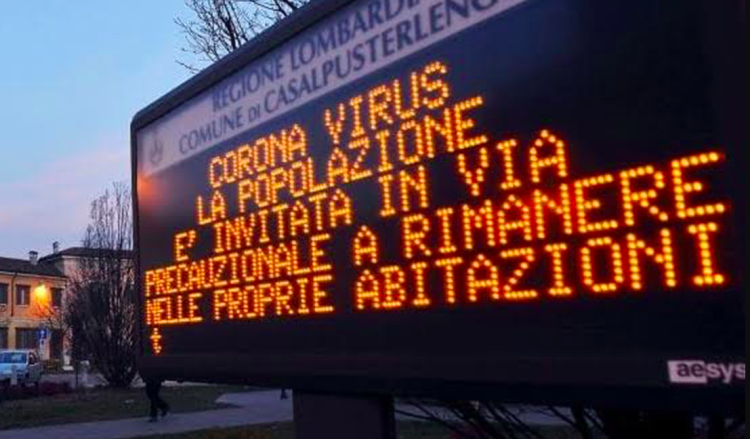 REGIONE LOMBARDI
COMUNE DI CASALPUSTERLENG
CORONA VIRUS
LA POPOLAZIONE
E' INVITATA IN VIA
PRECAUZIONALE A RIMANERE
NELLE PROPRIE ABITAZIONI
t
aesys